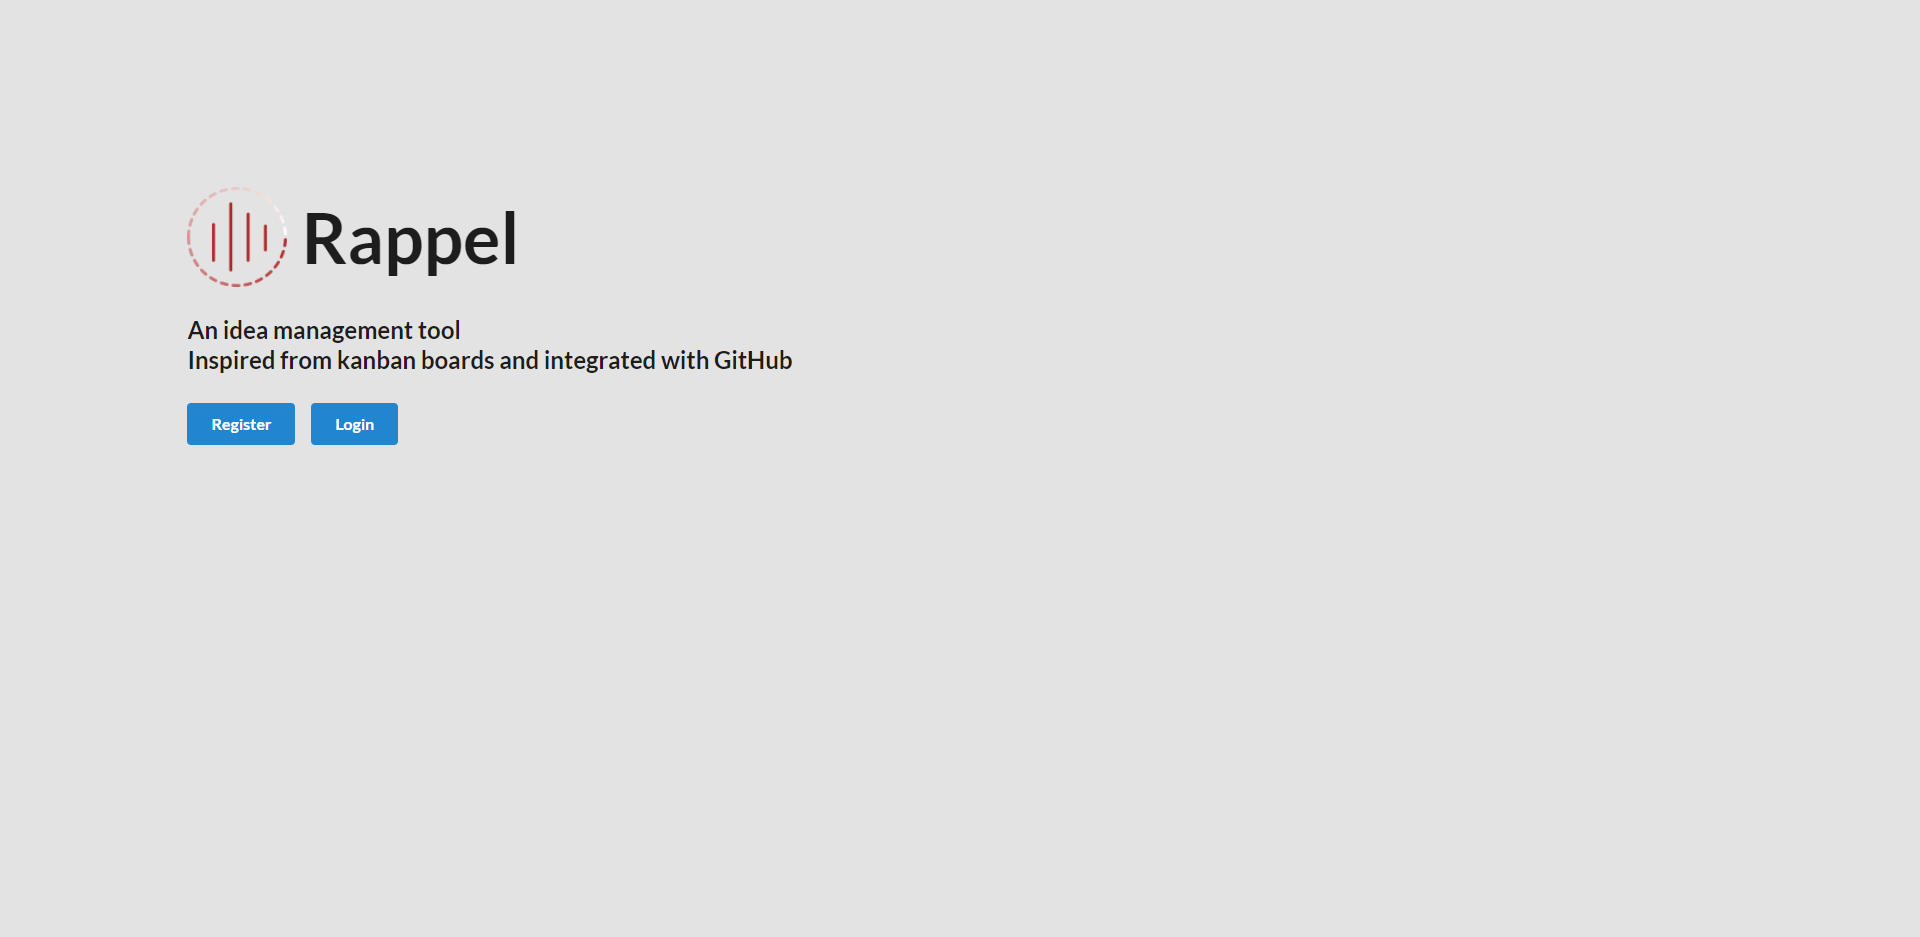 Rappel
An idea management tool
Inspired from kanban boards and integrated with GitHub
Register Login